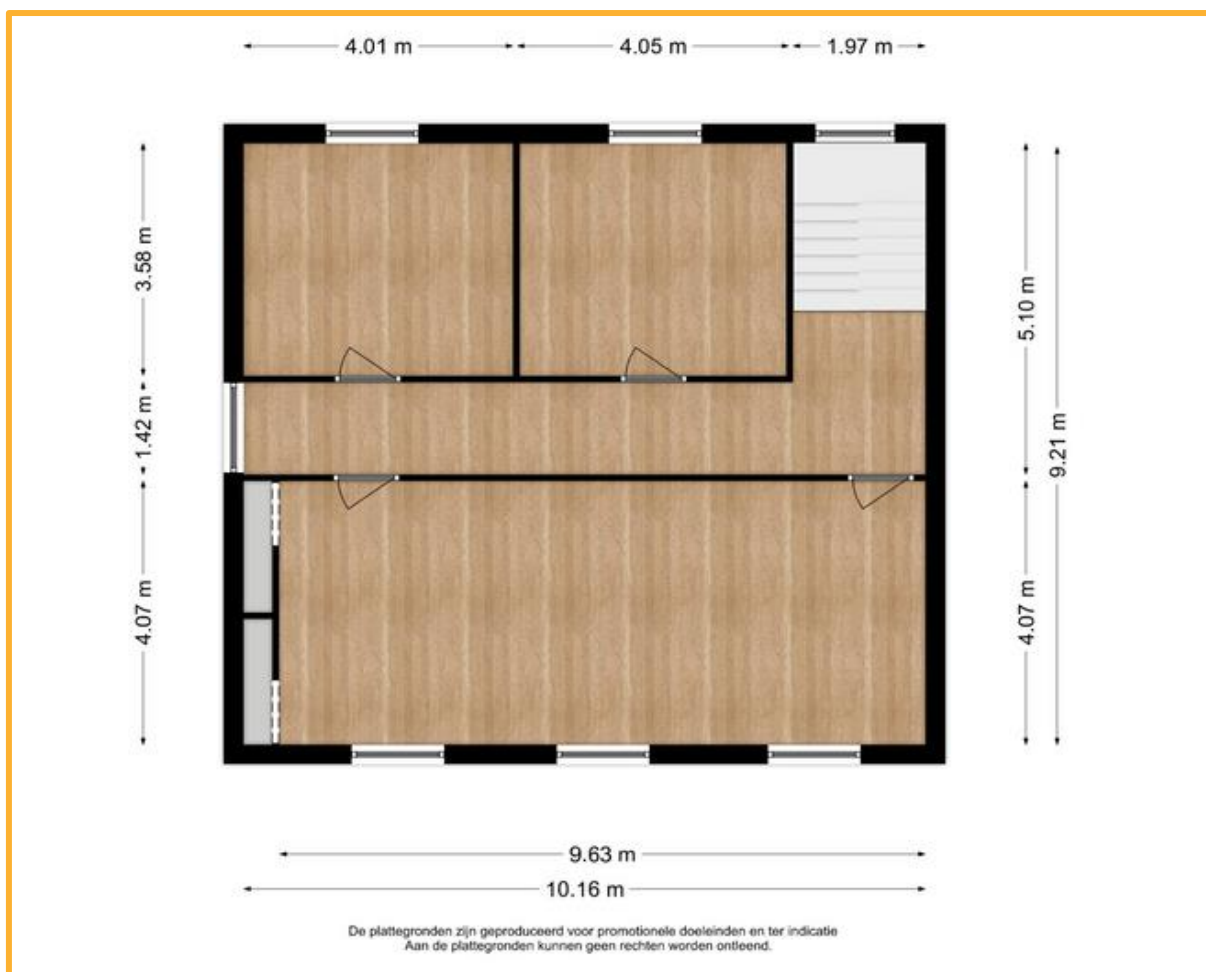 4.01 m
4.05 m
1.97 m
3.58 m
1.42 m
4.07 m
5.10 m
4.07 m
9.21 m
9.63 m
10.16 m
De plattegronden zijn geproduceerd voor promotionele doeleinden en ter indicatie
Aan de plattegronden kunnen geen rechten worden ontleend.